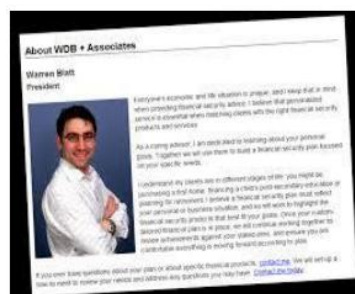 About WDB + Associates
Warren Blatt
President
Everyone's economic and life situation is unique, and I keep that in mind
when providing financial security advice. I believe that personalized
service is essential when matching clients with the right financial security
products and services.
As a caring advisor, I am dedicated to learning about your personal
goals. Together we will use them to build a financial security plan focused
on your specific needs.
I understand my clients are in different stages of life: you might be
purchasing a first home, financing a child's post-secondary education or
planning for retirement. I believe a financial security plan must reflect
your personal or business situation, and so will work to highlight the
financial security products that best fit your goals. Once your custom-
tailored financial plan is in place, we will continue working together to
review achievements against your stated aims, and ensure you are
comfortable everything is moving forward according to plan.
If you ever have questions about your plan or about specific financial products, contact me. We will set up a
time to meet to review your needs and address any questions you may have. Contact me today